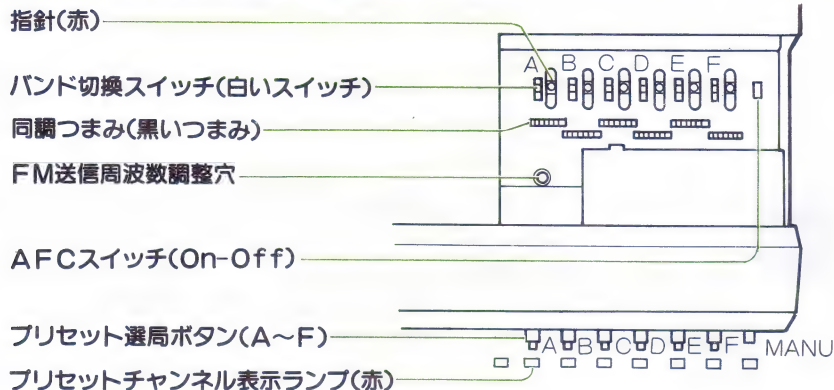 指針(赤)
A B C D E F
バンド切換スイッチ(白いスイッチ)
同調つまみ(黒いつまみ)
FM送信周波数調整穴
AFCスイッチ(On-Off)
プリセット選局ボタン(A〜F)
A B C D E F MANU
プリセットチャンネル表示ランプ(赤)